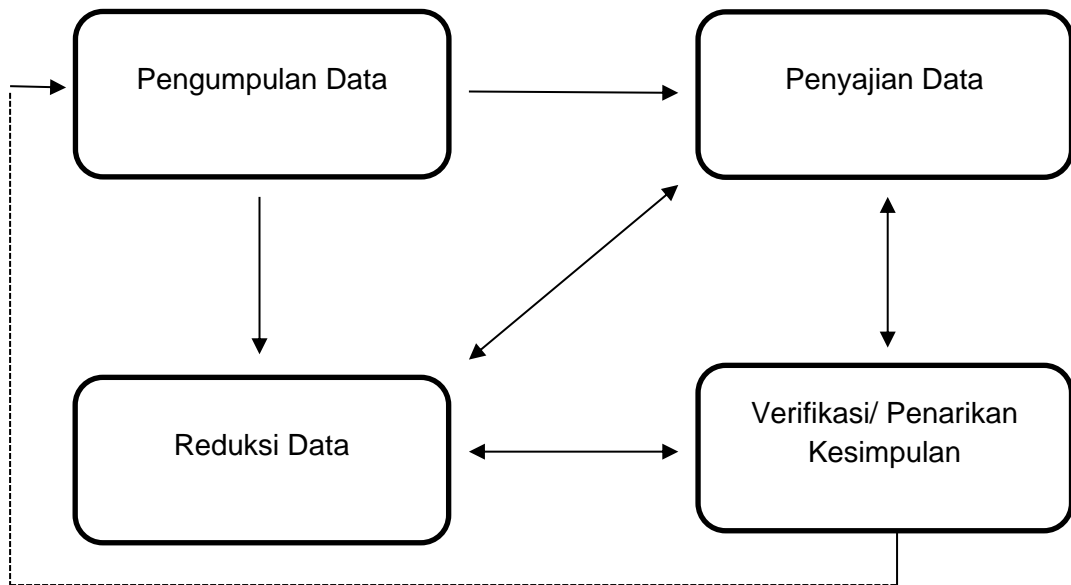 Pengumpulan Data
Penyajian Data
Reduksi Data
Verifikasi/ Penarikan
Kesimpulan